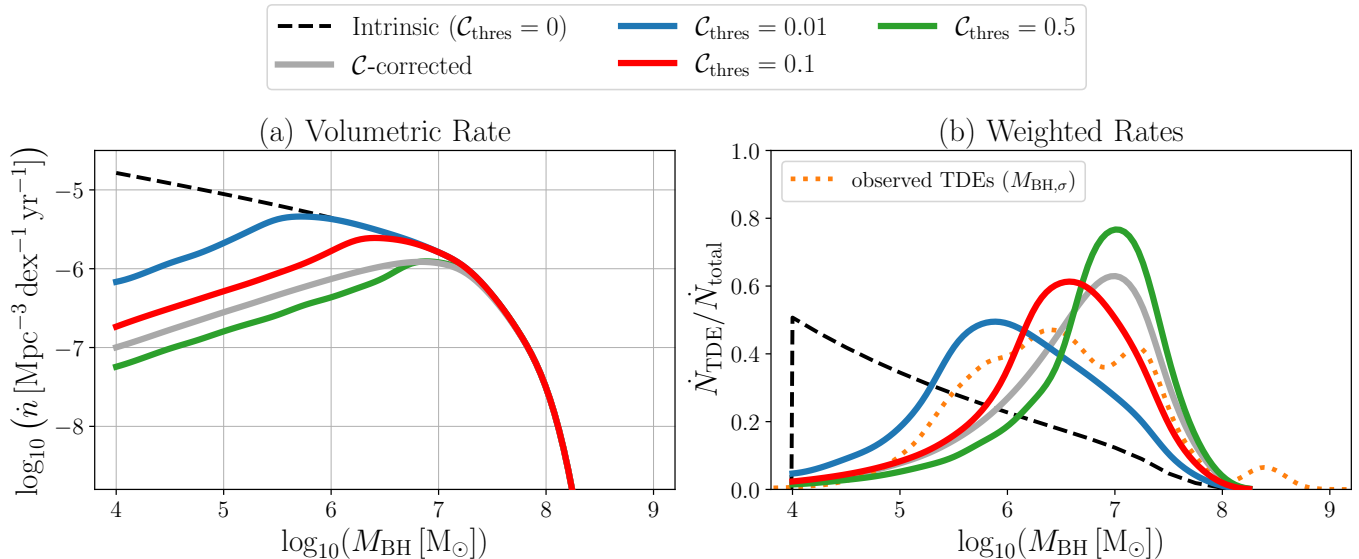 Intrinsic (𝒞thres = 0)
𝒞-corrected
𝒞thres = 0.01
𝒞thres = 0.1
𝒞thres = 0.5
(a) Volumetric Rate
log10 (ṅ [Mpc⁻³ dex⁻¹ yr⁻¹])
−5
−6
−7
−8
4 5 6 7 8 9
log10(MBH [M⊙])
(b) Weighted Rates
observed TDEs (MBH,σ)
ṄTDE/Ṅtotal
1.0
0.8
0.6
0.4
0.2
0.0
4 5 6 7 8 9
log10(MBH [M⊙])